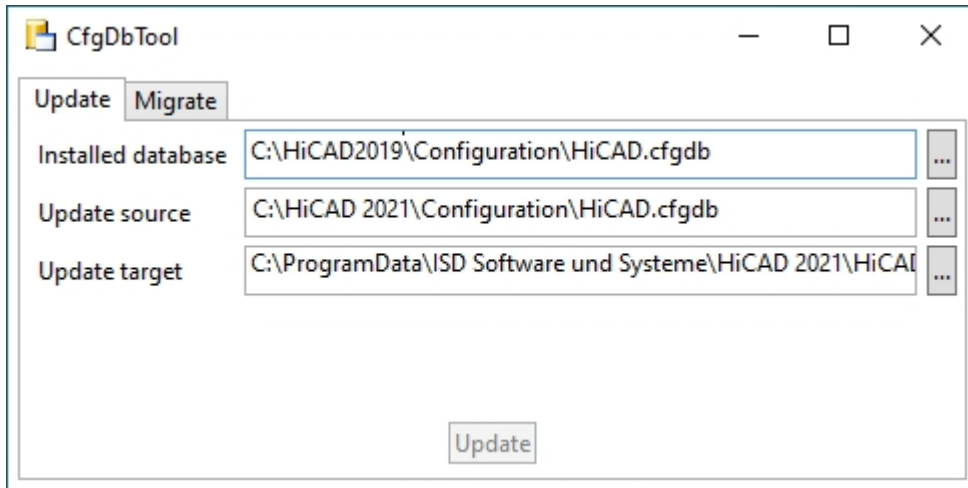 CfgDbTool
Update Migrate
Installed database C:\HiCAD2019\Configuration\HiCAD.cfgdb ...
Update source C:\HiCAD 2021\Configuration\HiCAD.cfgdb ...
Update target C:\ProgramData\ISD Software und Systeme\HiCAD 2021\HiCAD ...
Update